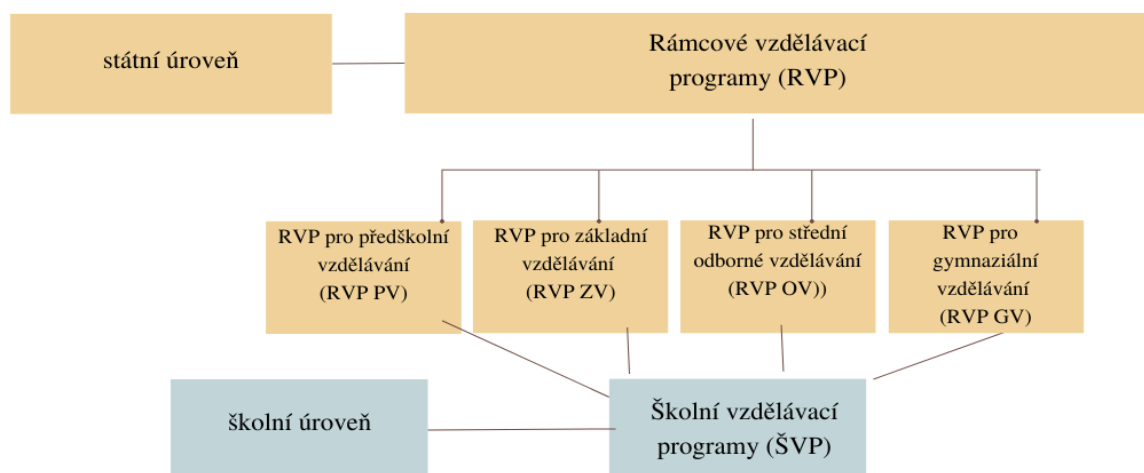 státní úroveň
Rámcové vzdělávací
programy (RVP)
RVP pro předškolní
vzdělávání
(RVP PV)
RVP pro základní
vzdělávání
(RVP ZV)
RVP pro střední
odborné vzdělávání
(RVP OV))
RVP pro
gymnaziální
vzdělávání
(RVP GV)
školní úroveň
Školní vzdělávací
programy (ŠVP)